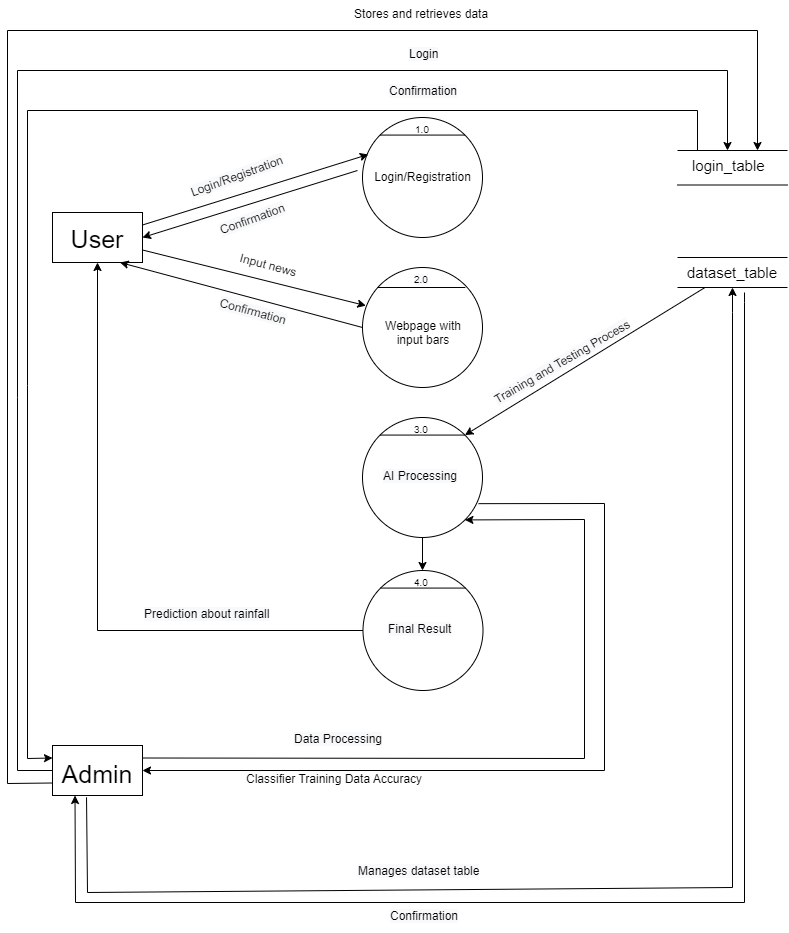 Stores and retrieves data
Login
Confirmation
1.0
Login/Registration
Login/Registration
Confirmation
login_table
User
Input news
Confirmation
2.0
Webpage with
input bars
dataset_table
Training and Testing Process
3.0
AI Processing
4.0
Final Result
Prediction about rainfall
Data Processing
Admin
Classifier Training Data Accuracy
Manages dataset table
Confirmation